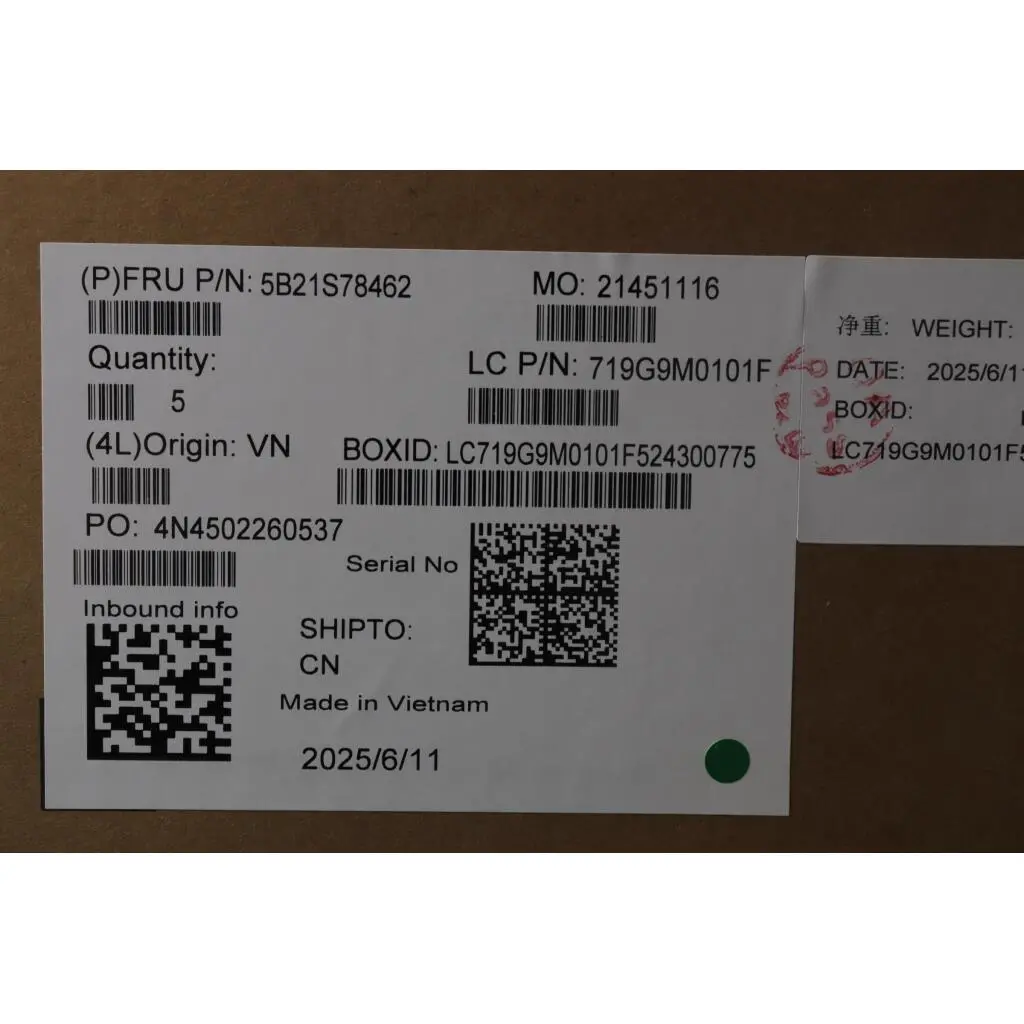 (P)FRU P/N: 5B21S78462
MO: 21451116
Quantity:
5
LC P/N: 719G9M0101F
(4L)Origin: VN
BOXID: LC719G9M0101F524300775
PO: 4N4502260537
Serial No
Inbound info
SHIPTO:
CN
Made in Vietnam
2025/6/11
净重: WEIGHT:
DATE: 2025/6/11
BOXID:
LC719G9M0101F5